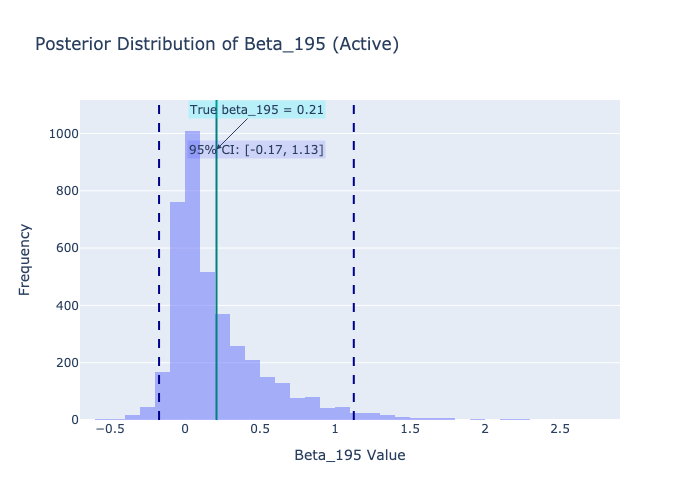 Posterior Distribution of Beta_195 (Active)
True beta_195 = 0.21
95% CI: [-0.17, 1.13]
1000
800
600
400
200
0
Frequency
−0.5 0 0.5 1 1.5 2 2.5
Beta_195 Value